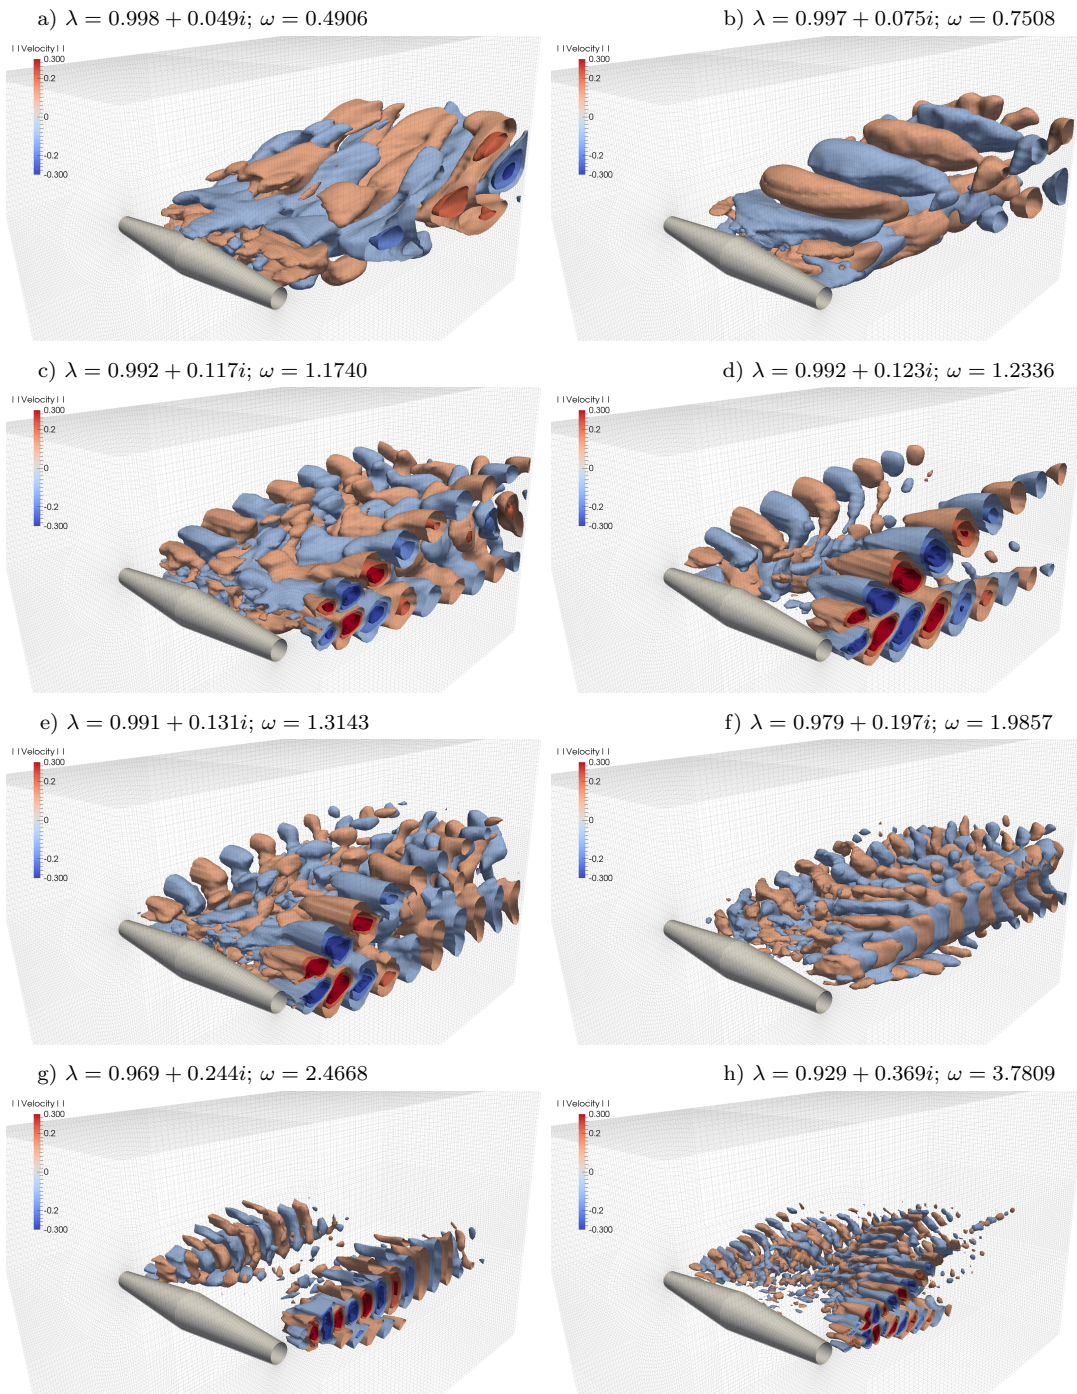 a) λ = 0.998 + 0.049i; ω = 0.4906
b) λ = 0.997 + 0.075i; ω = 0.7508
||Velocity||
0.300
0.2
0
-0.2
-0.300
||Velocity||
0.300
0.2
0
-0.2
-0.300
c) λ = 0.992 + 0.117i; ω = 1.1740
d) λ = 0.992 + 0.123i; ω = 1.2336
||Velocity||
0.300
0.2
0
-0.2
-0.300
||Velocity||
0.300
0.2
0
-0.2
-0.300
e) λ = 0.991 + 0.131i; ω = 1.3143
f) λ = 0.979 + 0.197i; ω = 1.9857
||Velocity||
0.300
0.2
0
-0.2
-0.300
||Velocity||
0.300
0.2
0
-0.2
-0.300
g) λ = 0.969 + 0.244i; ω = 2.4668
h) λ = 0.929 + 0.369i; ω = 3.7809
||Velocity||
0.300
0.2
0
-0.2
-0.300
||Velocity||
0.300
0.2
0
-0.2
-0.300